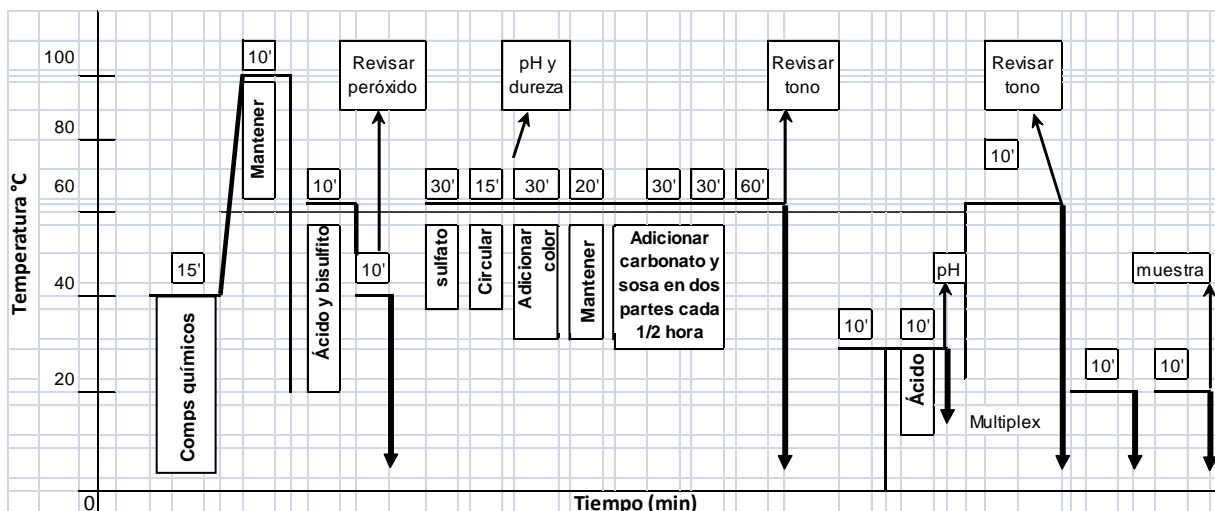 Temperatura °C
100
80
60
40
20
0
Tiempo (min)
15'
Comps químicos
10'
Mantener
10'
Ácido y bisulfito
Revisar
peróxido
10'
30'
sulfato
15'
Circular
pH y
dureza
30'
Adicionar
color
20'
Mantener
30'
30'
60'
Adicionar
carbonato y
sosa en dos
partes cada
1/2 hora
Revisar
tono
10'
10'
Ácido
pH
Multiplex
Revisar
tono
10'
10'
muestra
10'